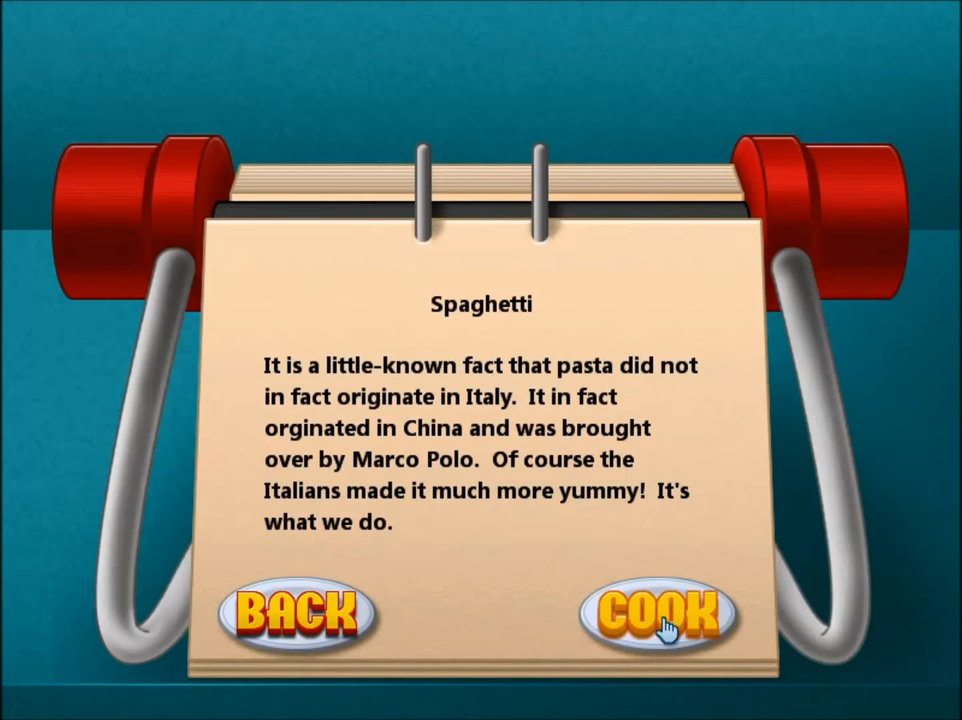 Spaghetti
It is a little-known fact that pasta did not
in fact originate in Italy.  It in fact
orginated in China and was brought
over by Marco Polo.  Of course the
Italians made it much more yummy!  It's
what we do.
BACK
COOK